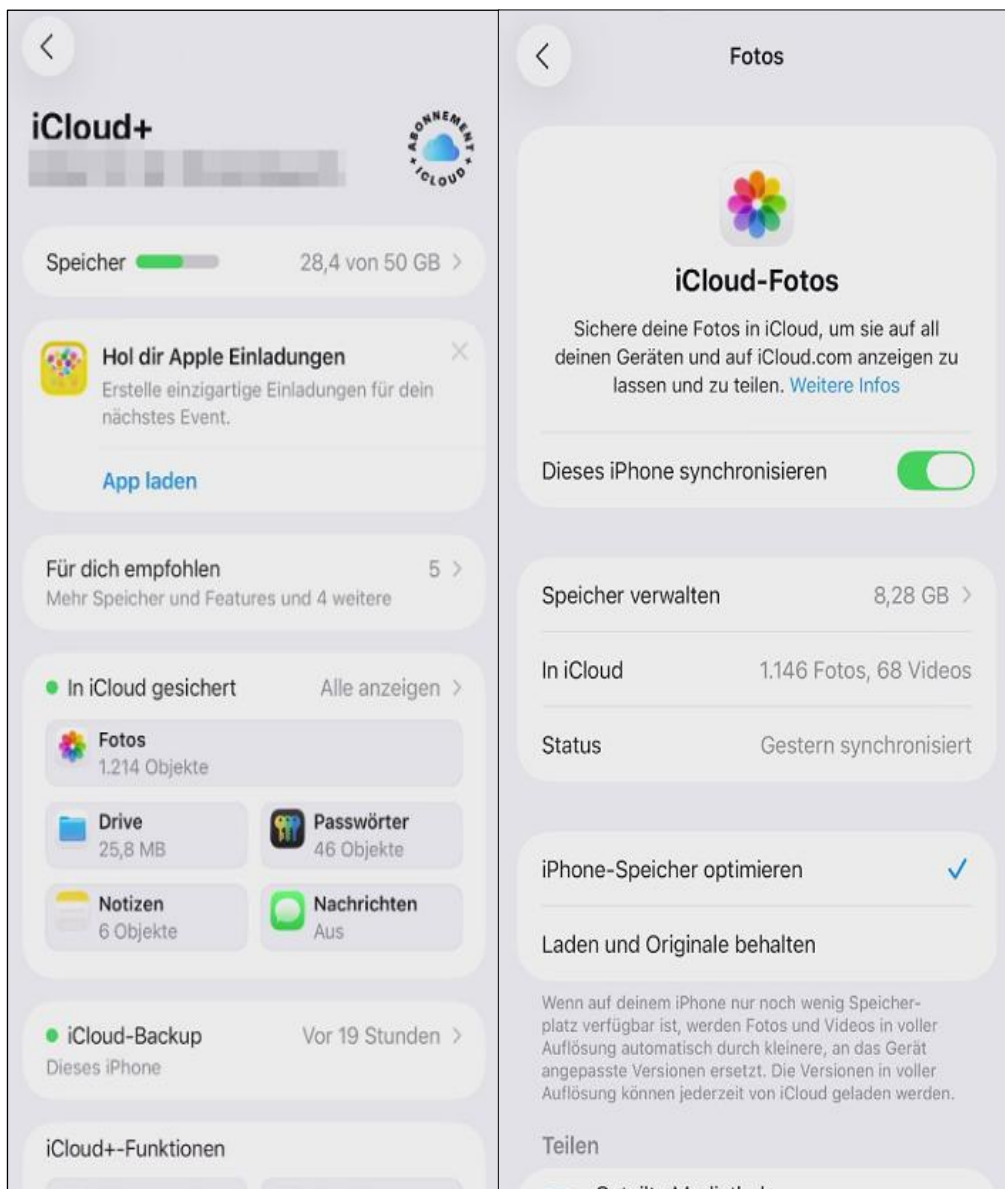 iCloud+
ABONNEMENT
ICLOUD
Speicher 28,4 von 50 GB
Hol dir Apple Einladungen
Erstelle einzigartige Einladungen für dein
nächstes Event.
App laden
Für dich empfohlen 5
Mehr Speicher und Features und 4 weitere
In iCloud gesichert Alle anzeigen
Fotos
1.214 Objekte
Drive
25,8 MB
Passwörter
46 Objekte
Notizen
6 Objekte
Nachrichten
Aus
iCloud-Backup Vor 19 Stunden
Dieses iPhone
iCloud+-Funktionen
Fotos
iCloud-Fotos
Sichere deine Fotos in iCloud, um sie auf all
deinen Geräten und auf iCloud.com anzeigen zu
lassen und zu teilen. Weitere Infos
Dieses iPhone synchronisieren
Speicher verwalten 8,28 GB
In iCloud 1.146 Fotos, 68 Videos
Status Gestern synchronisiert
iPhone-Speicher optimieren
Laden und Originale behalten
Wenn auf deinem iPhone nur noch wenig Speicher-
platz verfügbar ist, werden Fotos und Videos in voller
Auflösung automatisch durch kleinere, an das Gerät
angepasste Versionen ersetzt. Die Versionen in voller
Auflösung können jederzeit von iCloud geladen werden.
Teilen